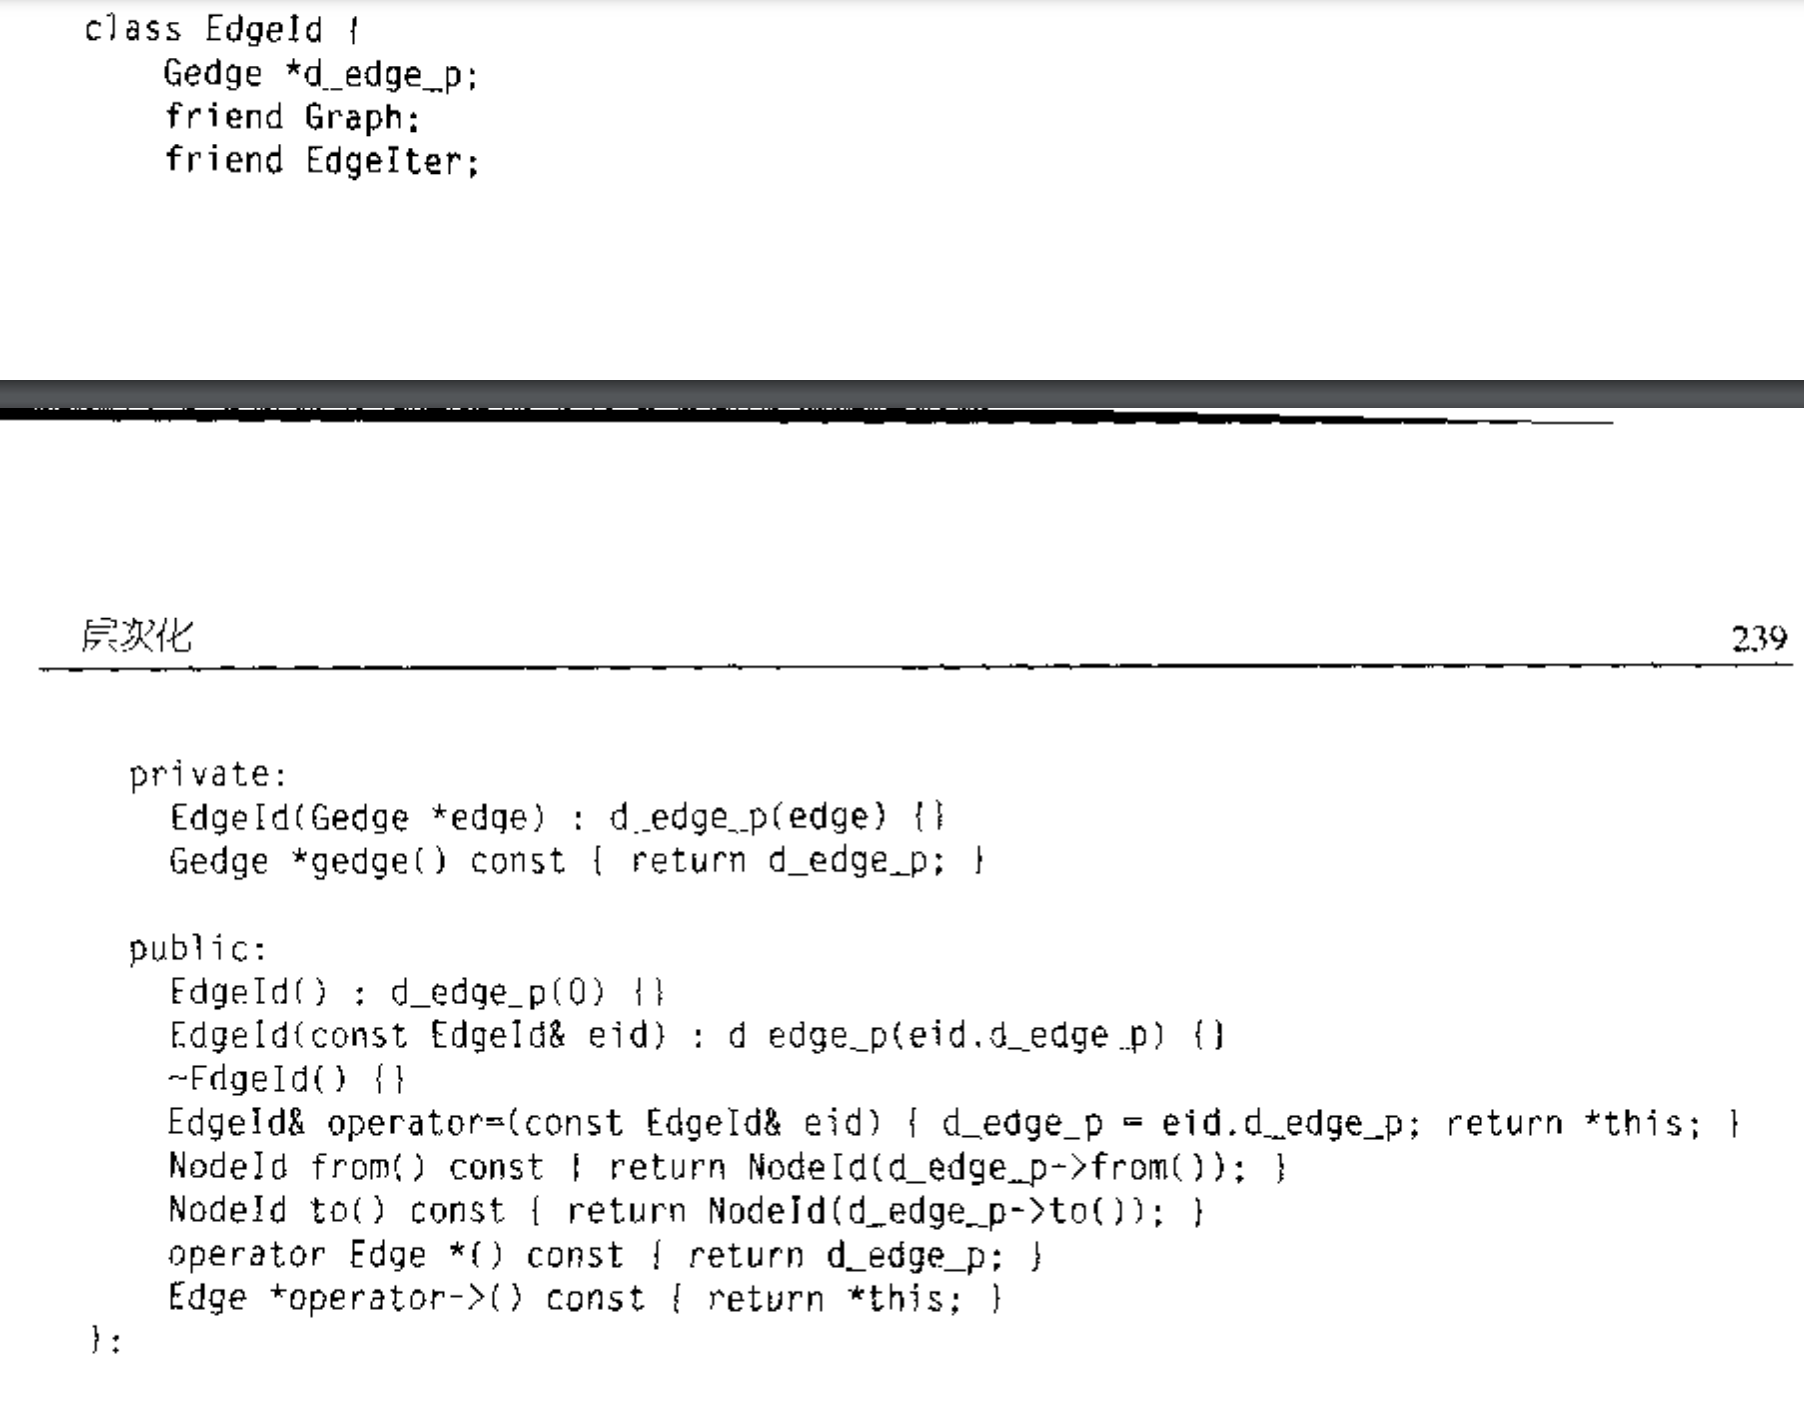 class EdgeId {
Gedge *d_edge_p;
friend Graph;
friend EdgeIter;
层次化
239
private:
EdgeId(Gedge *edge) : d_edge_p(edge) {}
Gedge *gedge() const { return d_edge_p; }
public:
EdgeId() : d_edge_p(0) {}
EdgeId(const EdgeId& eid) : d_edge_p(eid.d_edge_p) {}
~EdgeId() {}
EdgeId& operator=(const EdgeId& eid) { d_edge_p = eid.d_edge_p; return *this; }
NodeId from() const { return NodeId(d_edge_p->from()); }
NodeId to() const { return NodeId(d_edge_p->to()); }
operator Edge *() const { return d_edge_p; }
Edge *operator->() const { return *this; }
};